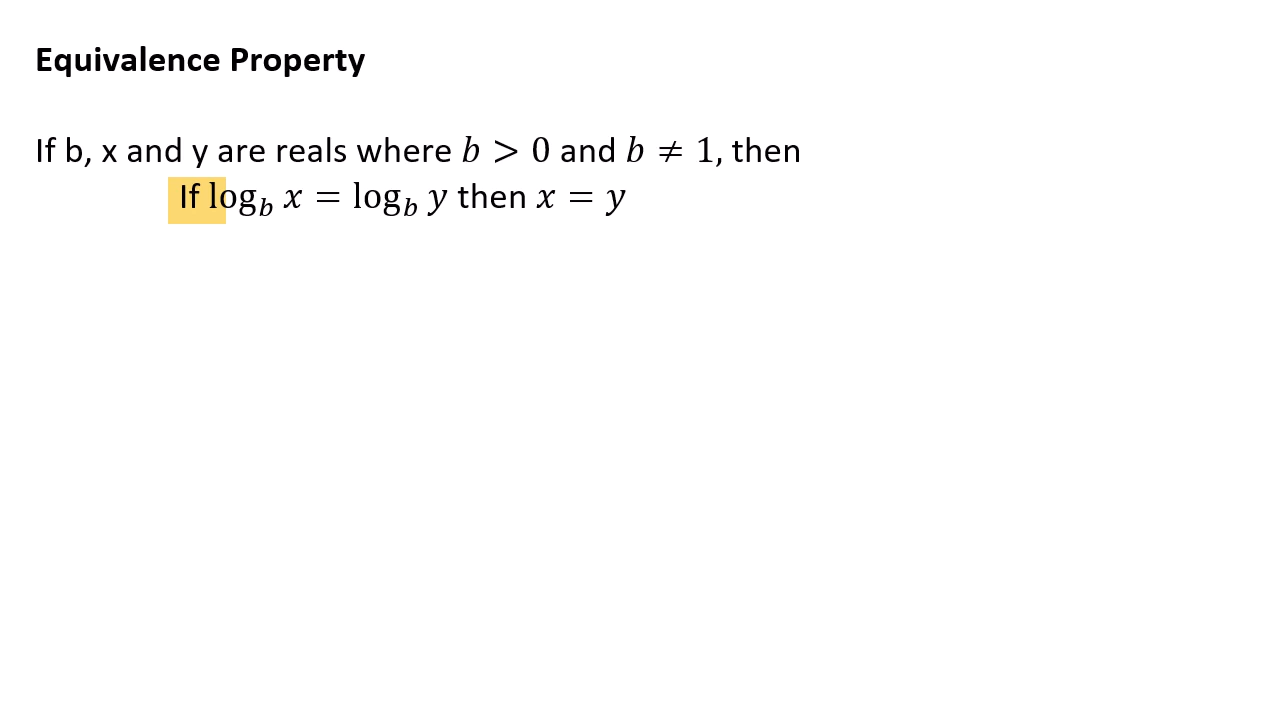 Equivalence Property
If b, x and y are reals where b > 0 and b ≠ 1, then
If log_b x = log_b y then x = y